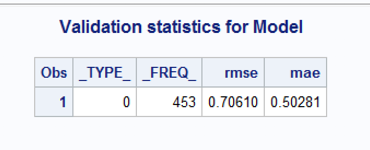 Validation statistics for Model
Obs _TYPE_ _FREQ_ rmse mae
1 0 453 0.70610 0.50281